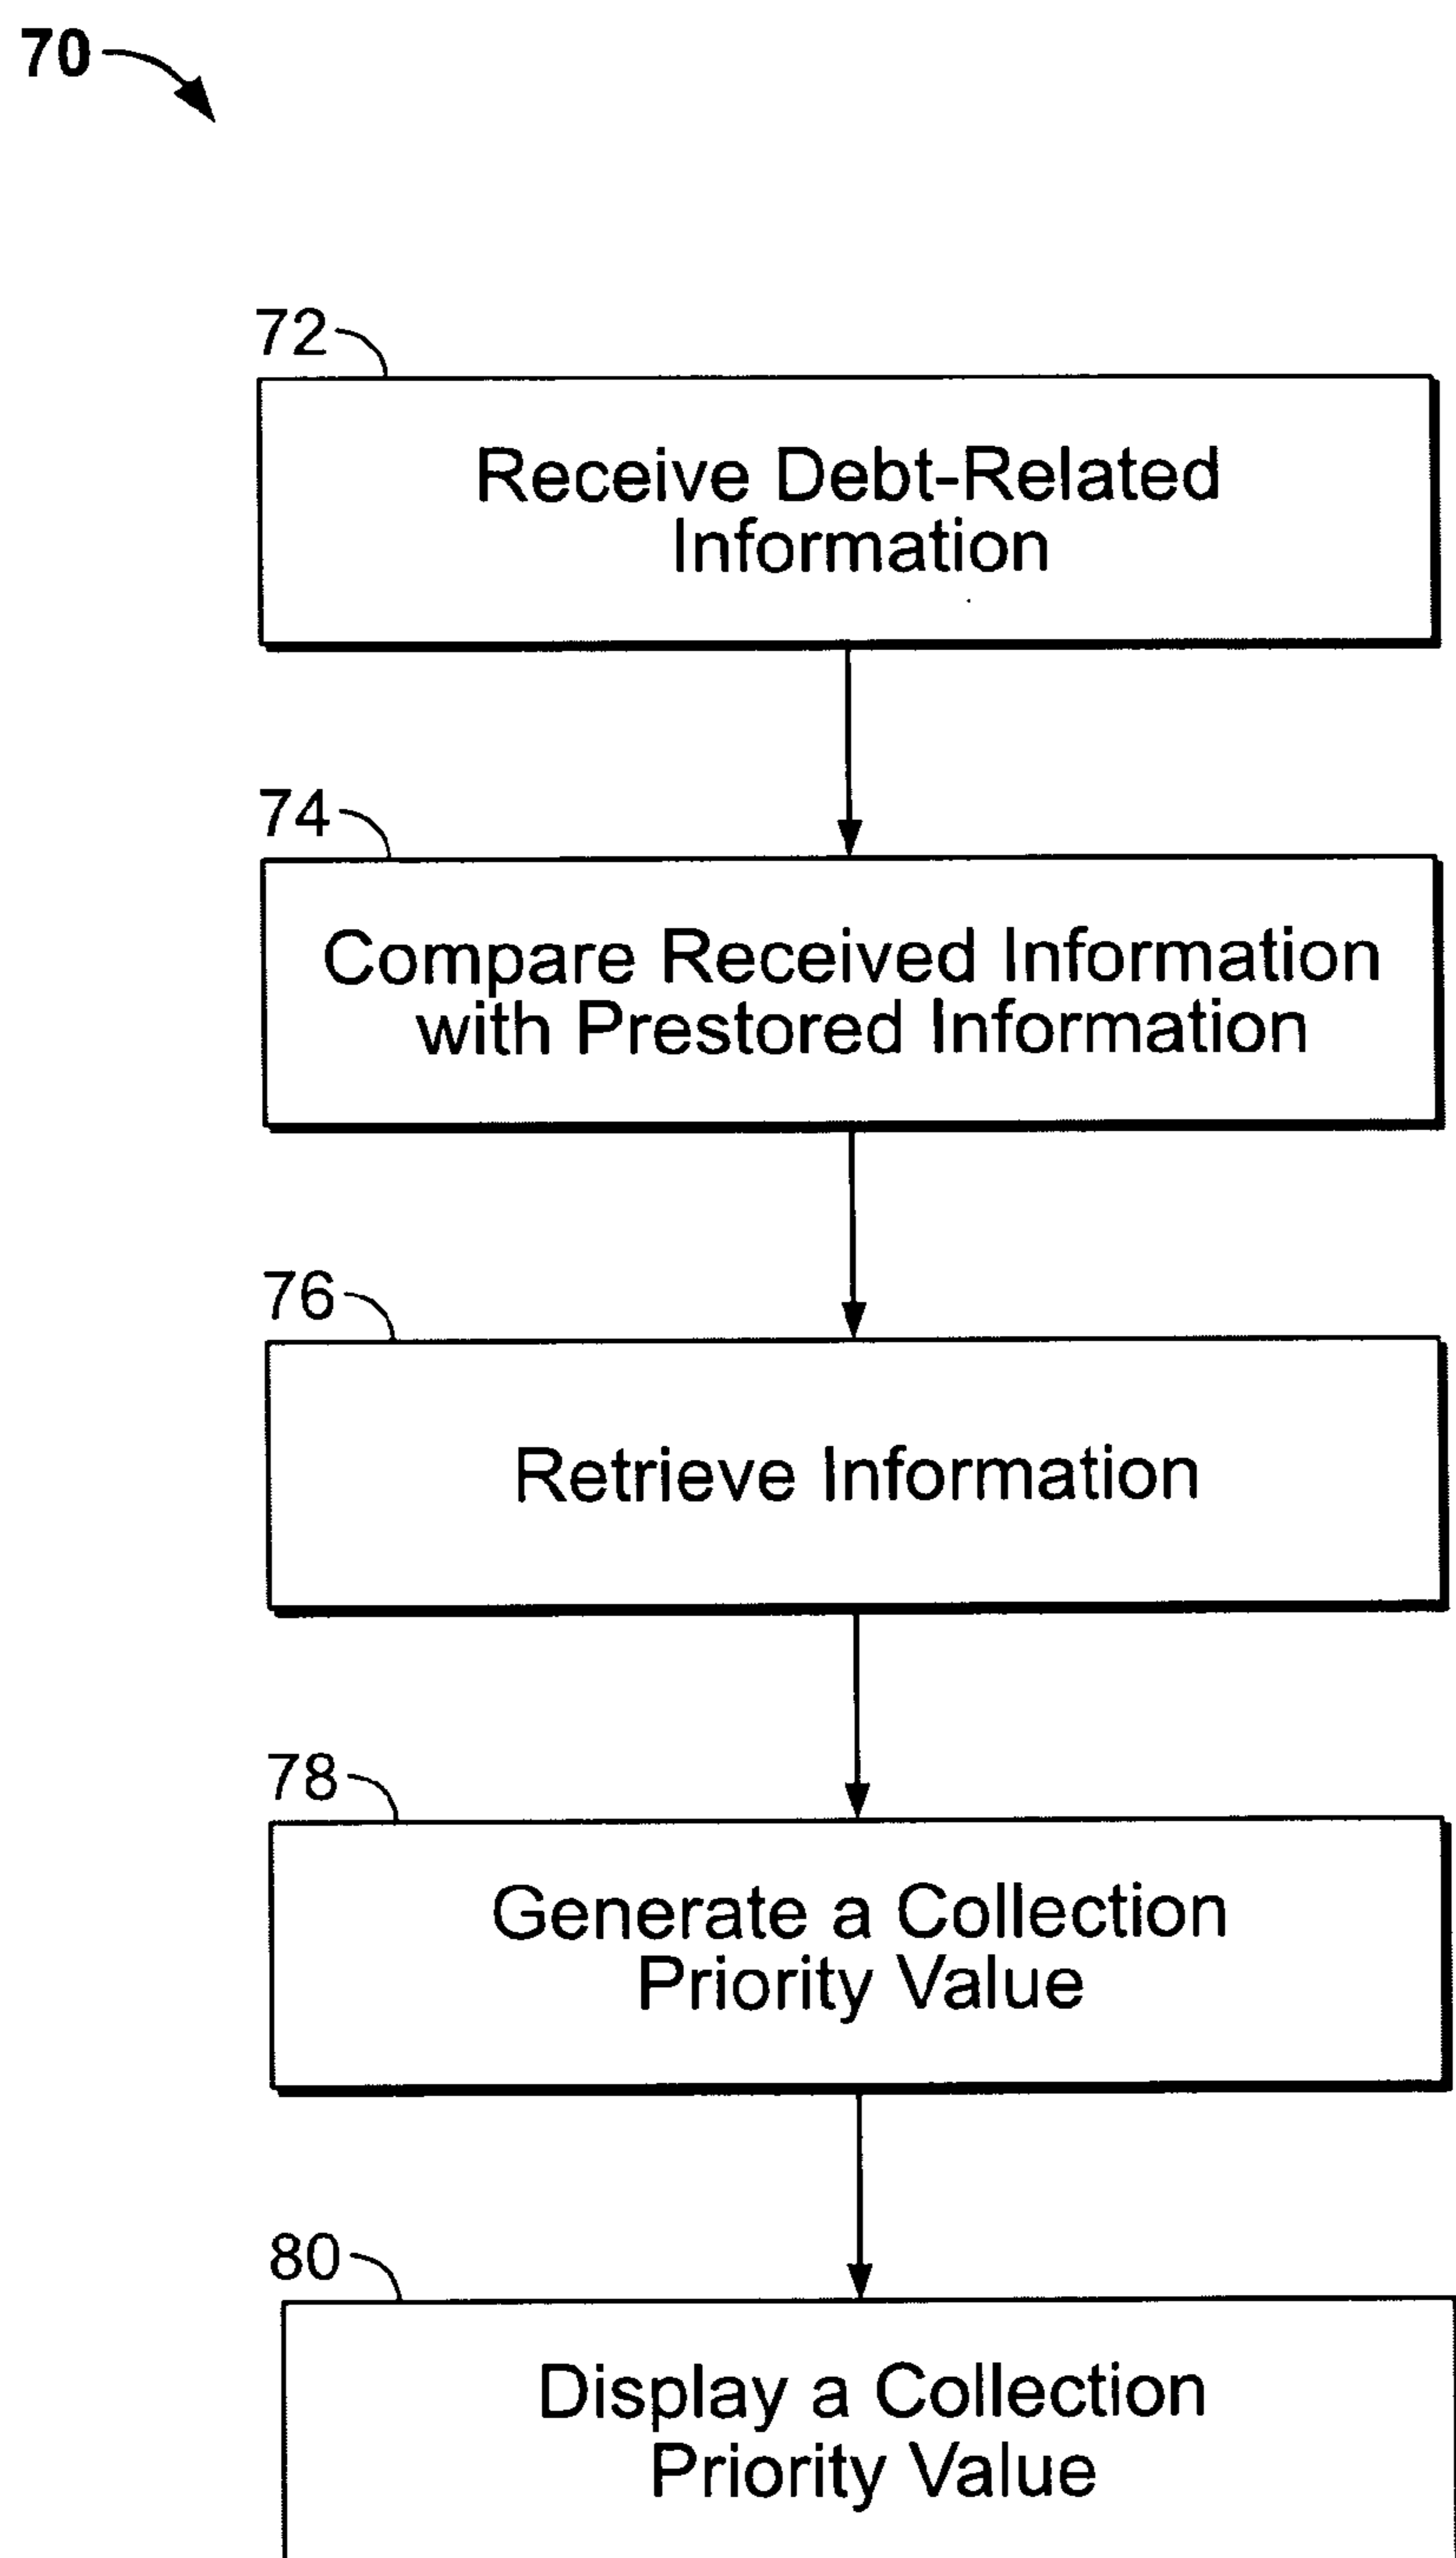 70
72
Receive Debt-Related
Information
74
Compare Received Information
with Prestored Information
76
Retrieve Information
78
Generate a Collection
Priority Value
80
Display a Collection
Priority Value